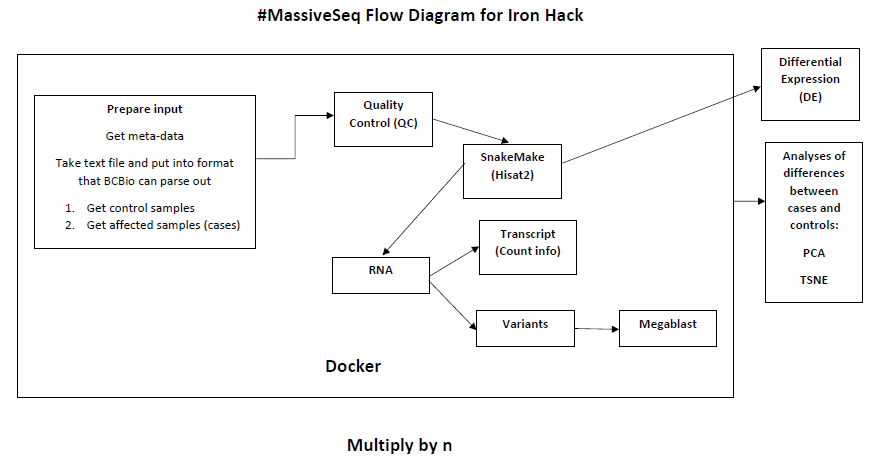 #MassiveSeq Flow Diagram for Iron Hack
Prepare input
Get meta-data
Take text file and put into format
that BCBio can parse out
1. Get control samples
2. Get affected samples (cases)
Quality
Control (QC)
SnakeMake
(Hisat2)
Differential
Expression
(DE)
Analyses of
differences
between
cases and
controls:
PCA
TSNE
RNA
Transcript
(Count info)
Variants
Megablast
Docker
Multiply by n